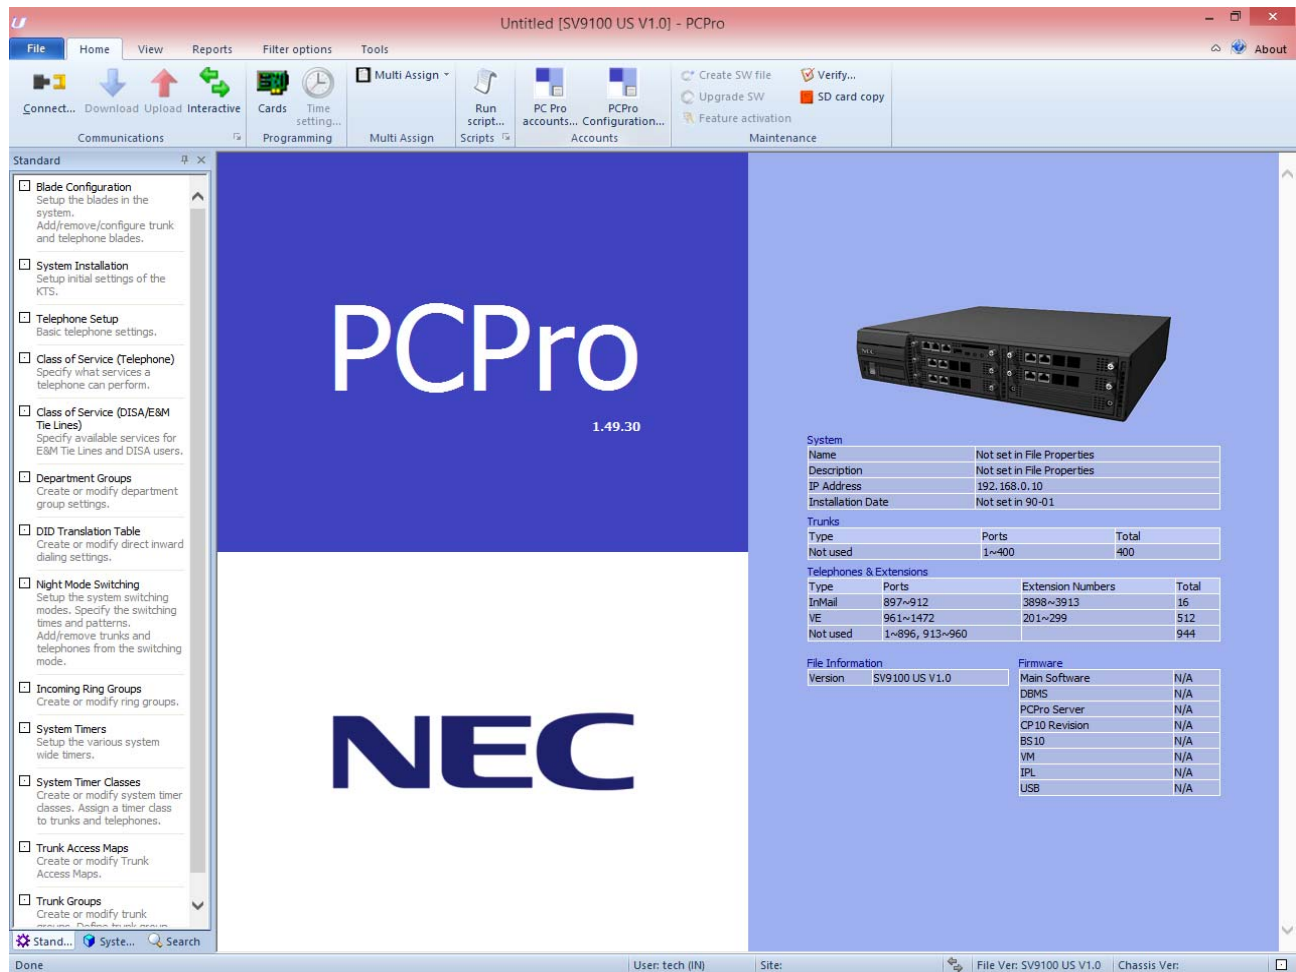 Untitled [SV9100 US V1.0] - PCPro
File Home View Reports Filter options Tools About
Connect... Download Upload Interactive
Communications
Cards Time setting...
Programming
Multi Assign
Multi Assign
Run script...
Scripts
PC Pro accounts... PCPro Configuration...
Accounts
Create SW file Verify...
Upgrade SW SD card copy
Feature activation
Maintenance
Standard
Blade Configuration
Setup the blades in the
system.
Add/remove/configure trunk
and telephone blades.
System Installation
Setup initial settings of the
KTS.
Telephone Setup
Basic telephone settings.
Class of Service (Telephone)
Specify what services a
telephone can perform.
Class of Service (DISA/E&M
Tie Lines)
Specify available services for
E&M Tie Lines and DISA users.
Department Groups
Create or modify department
group settings.
DID Translation Table
Create or modify direct inward
dialing settings.
Night Mode Switching
Setup the system switching
modes. Specify the switching
times and patterns.
Add/remove trunks and
telephones from the switching
mode.
Incoming Ring Groups
Create or modify ring groups.
System Timers
Setup the various system
wide timers.
System Timer Classes
Create or modify system timer
classes. Assign a timer class
to trunks and telephones.
Trunk Access Maps
Create or modify Trunk
Access Maps.
Trunk Groups
Create or modify trunk
groups. Define trunk group
Stand... Syste... Search
PCPro
1.49.30
NEC
NEC
System
Name Not set in File Properties
Description Not set in File Properties
IP Address 192.168.0.10
Installation Date Not set in 90-01
Trunks
Type Ports Total
Not used 1~400 400
Telephones & Extensions
Type Ports Extension Numbers Total
InMail 897~912 3898~3913 16
VE 961~1472 201~299 512
Not used 1~896, 913~960 944
File Information
Version SV9100 US V1.0
Firmware
Main Software N/A
DBMS N/A
PCPro Server N/A
CP10 Revision N/A
BS10 N/A
VM N/A
IPL N/A
USB N/A
Done User: tech (IN) Site: File Ver: SV9100 US V1.0 Chassis Ver: